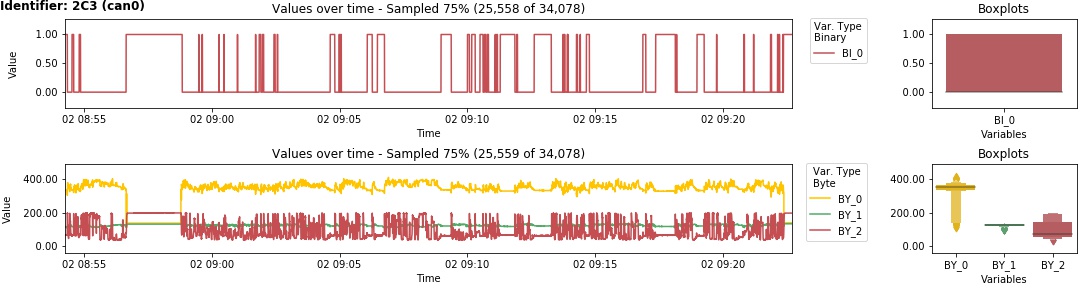 Identifier: 2C3 (can0)
Values over time - Sampled 75% (25,558 of 34,078)
Boxplots
Value
1.00
0.50
0.00
02 08:55
02 09:00
02 09:05
02 09:10
02 09:15
02 09:20
Time
Var. Type
Binary
BI_0
1.00
0.50
0.00
BI_0
Variables
Values over time - Sampled 75% (25,559 of 34,078)
Boxplots
Value
400.00
200.00
0.00
02 08:55
02 09:00
02 09:05
02 09:10
02 09:15
02 09:20
Time
Var. Type
Byte
BY_0
BY_1
BY_2
400.00
200.00
0.00
BY_0
BY_1
BY_2
Variables